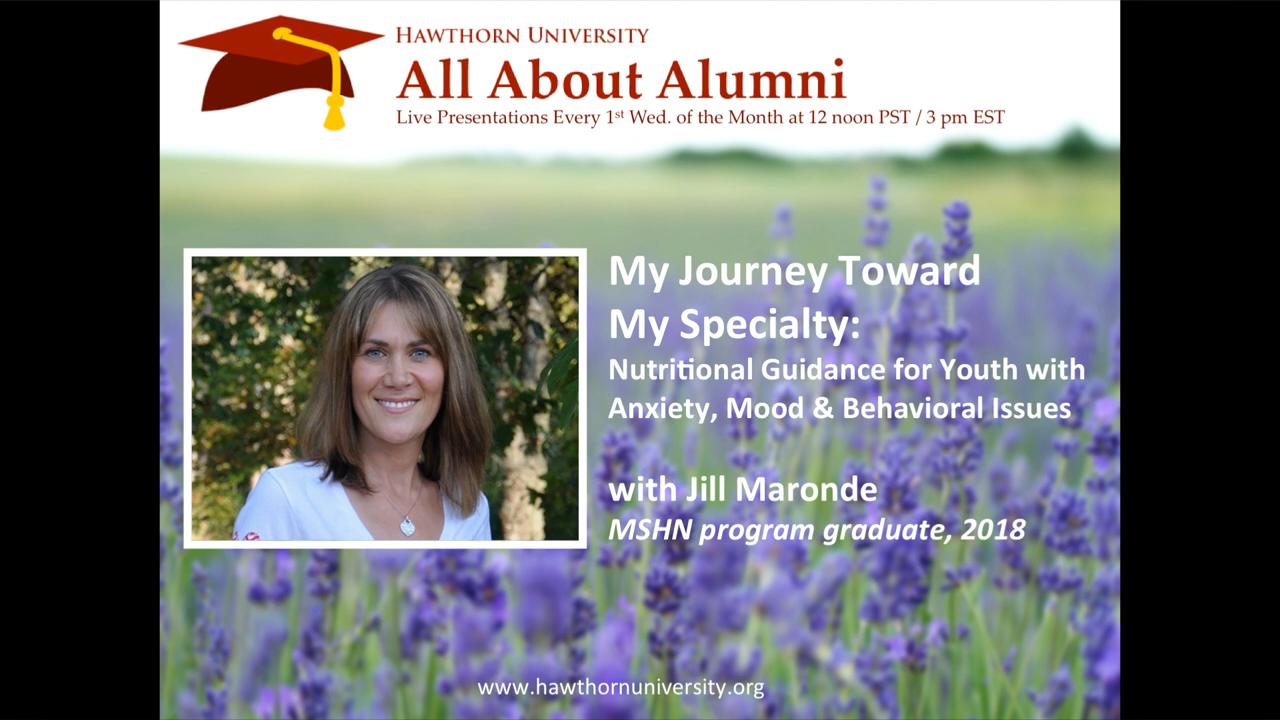 HAWTHORN UNIVERSITY
All About Alumni
Live Presentations Every 1st Wed. of the Month at 12 noon PST / 3 pm EST
My Journey Toward
My Specialty:
Nutritional Guidance for Youth with
Anxiety, Mood & Behavioral Issues
with Jill Maronde
MSHN program graduate, 2018
www.hawthornuniversity.org